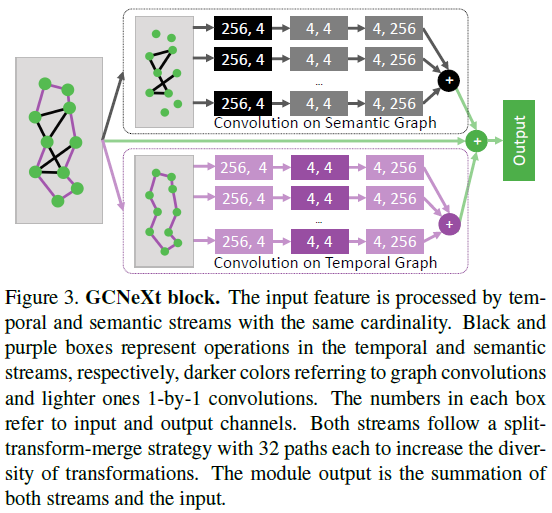 256, 4 4, 4 4, 256
256, 4 4, 4 4, 256
...
256, 4 4, 4 4, 256
Convolution on Semantic Graph
+
+
Output
256, 4 4, 4 4, 256
256, 4 4, 4 4, 256
...
256, 4 4, 4 4, 256
+
Convolution on Temporal Graph
Figure 3. GCNeXt block. The input feature is processed by tem-
poral and semantic streams with the same cardinality. Black and
purple boxes represent operations in the temporal and semantic
streams, respectively, darker colors referring to graph convolutions
and lighter ones 1-by-1 convolutions. The numbers in each box
refer to input and output channels. Both streams follow a split-
transform-merge strategy with 32 paths each to increase the diver-
sity of transformations. The module output is the summation of
both streams and the input.